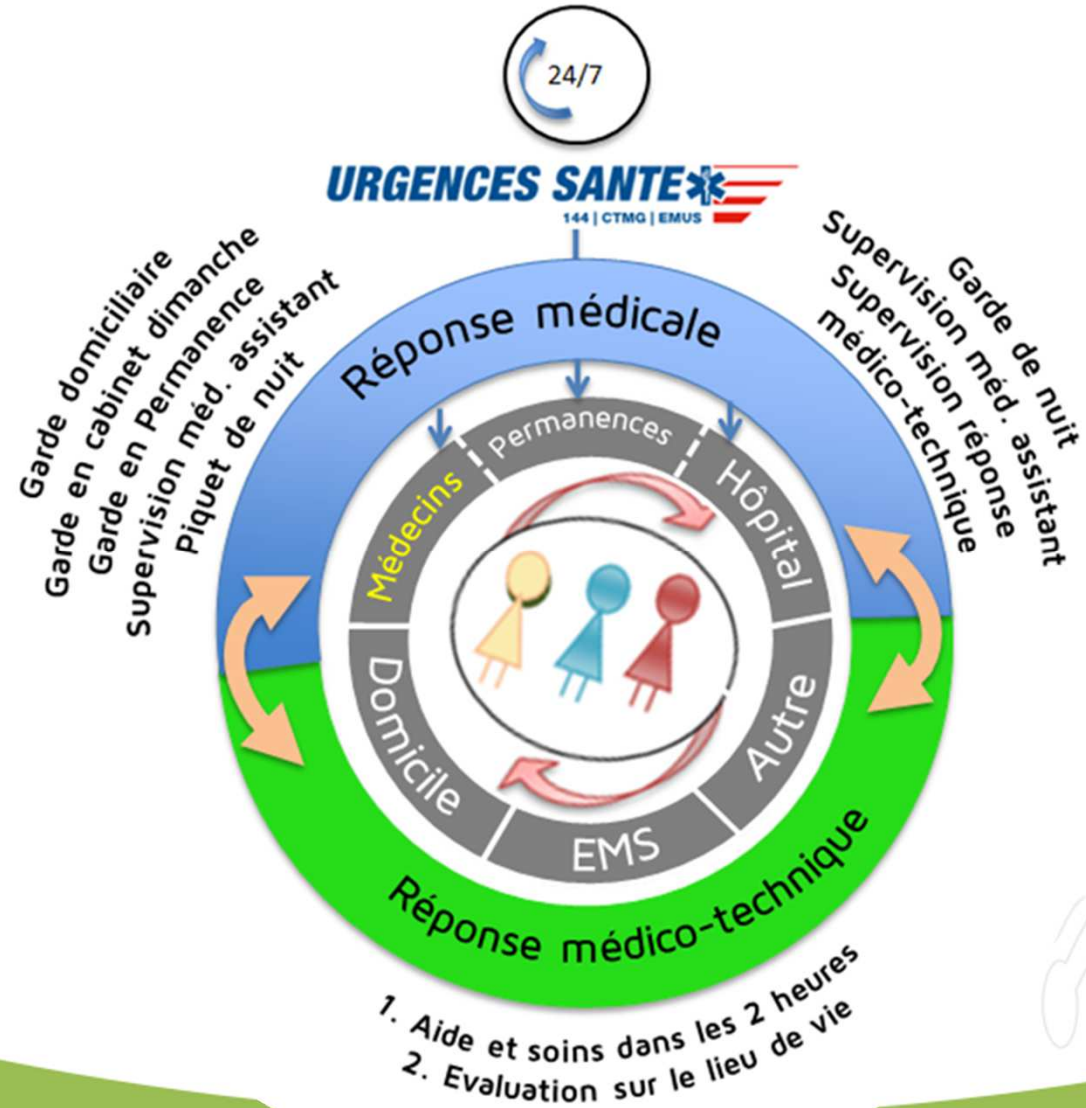 24/7
URGENCES SANTE
144 | CTMG | EMUS
Garde domiciliaire
Garde en cabinet dimanche
Garde en Permanence
Supervision méd. assistant
Piquet de nuit
Garde de nuit
Supervision méd. assistant
Supervision réponse
médico-technique
Réponse médicale
Permanences
Médecins
Hôpital
Domicile
Autre
EMS
Réponse médico-technique
1. Aide et soins dans les 2 heures
2. Evaluation sur le lieu de vie